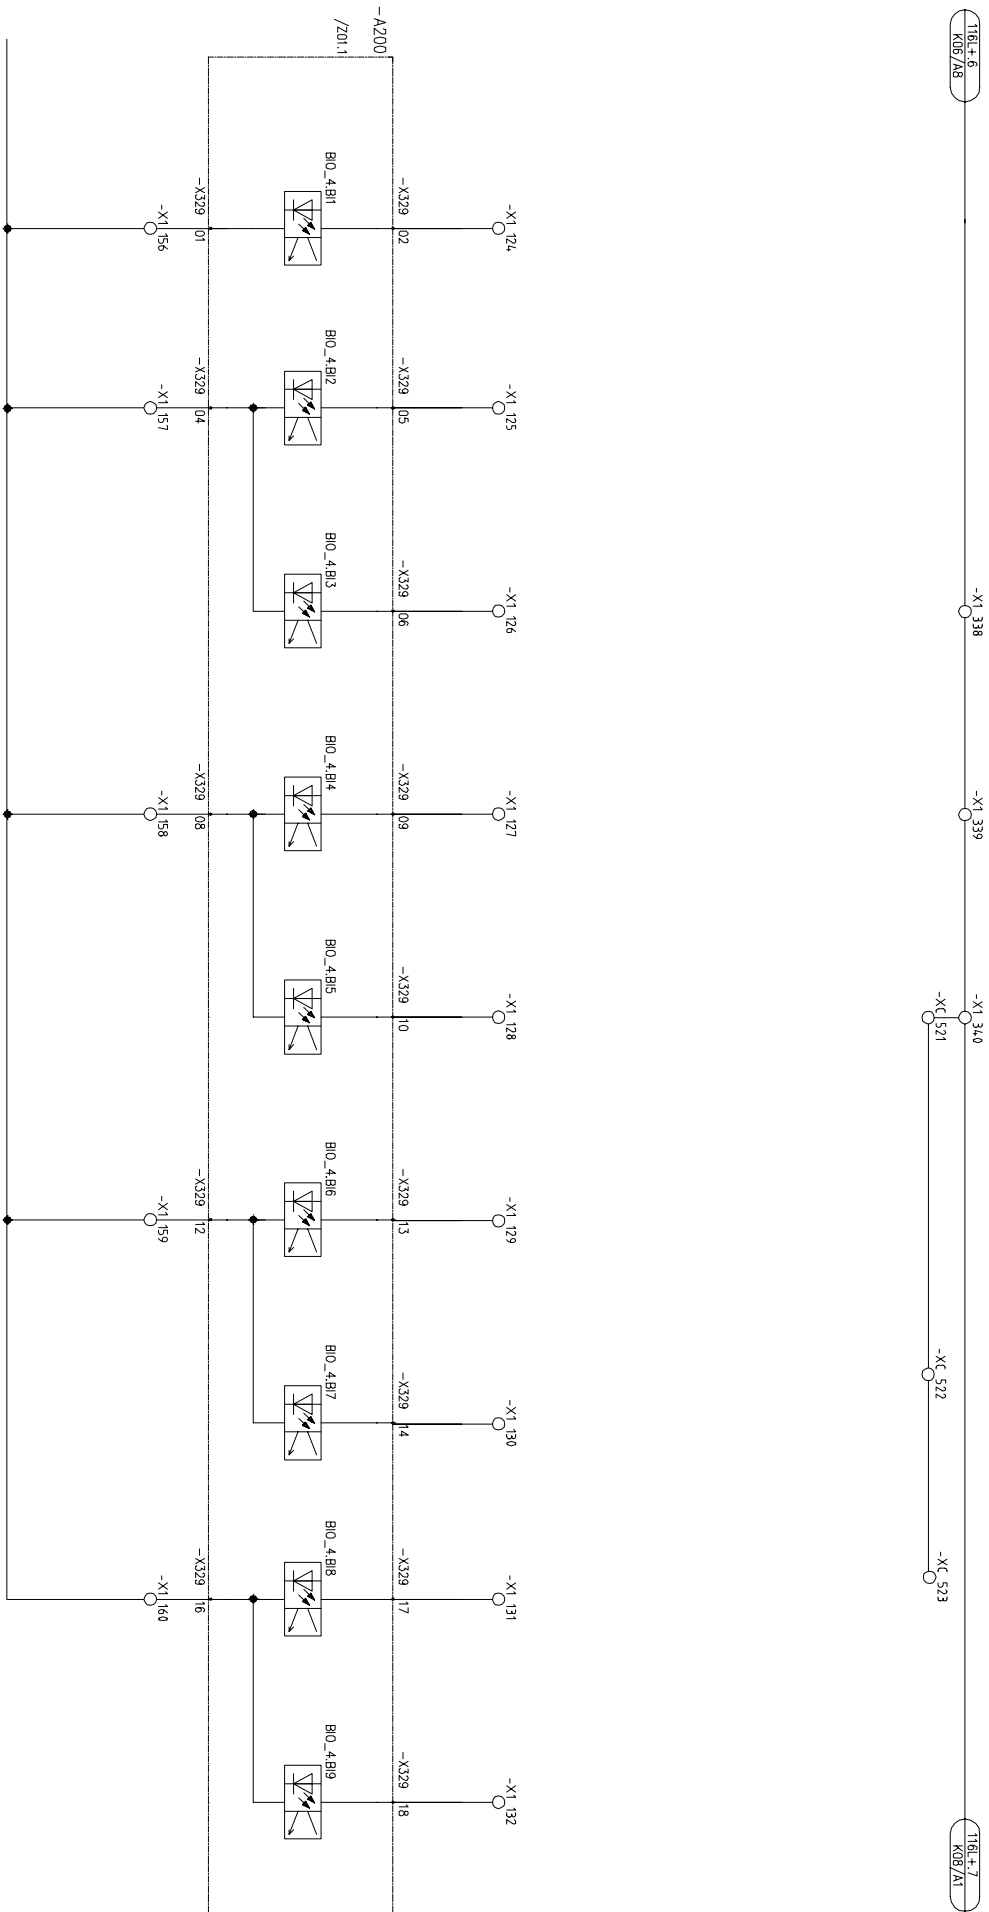 116L+.6
K06/A8
-X1 338
-X1 339
-X1 340
-XC 521
-XC 522
-XC 523
116L+.7
K08/A1
-X1 124
-X1 125
-X1 126
-X1 127
-X1 128
-X1 129
-X1 130
-X1 131
-X1 132
-A200
/Z01.1
-X329 02
-X329 05
-X329 06
-X329 09
-X329 10
-X329 13
-X329 14
-X329 17
-X329 18
BIO_4.BI1
BIO_4.BI2
BIO_4.BI3
BIO_4.BI4
BIO_4.BI5
BIO_4.BI6
BIO_4.BI7
BIO_4.BI8
BIO_4.BI9
-X329 01
-X329 04
-X329 08
-X329 12
-X329 16
-X1 156
-X1 157
-X1 158
-X1 159
-X1 160